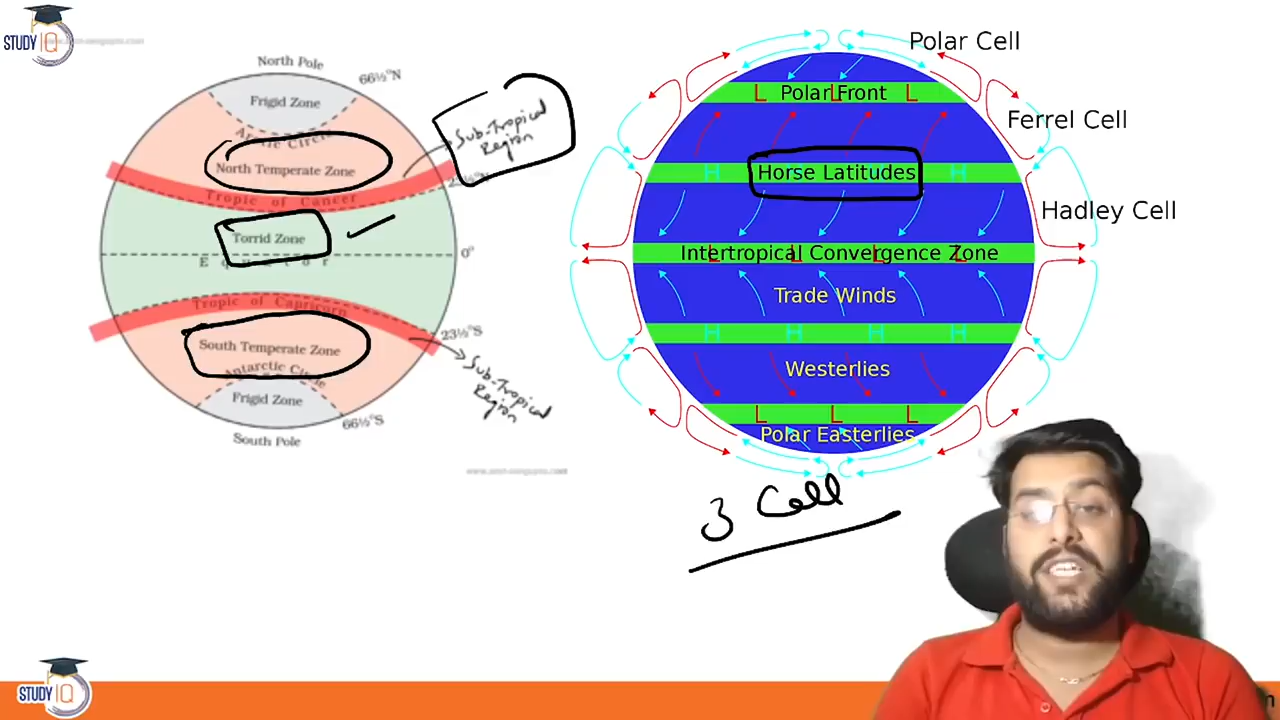 STUDY IQ
North Pole
66½°N
Frigid Zone
Arctic Circle
North Temperate Zone
Sub-Tropical
Region
Tropic of Cancer
Torrid Zone
0°
Equator
Tropic of Capricorn
23½°S
South Temperate Zone
Antarctic Circle
Sub-Tropical
Region
Frigid Zone
66½°S
South Pole
Polar Cell
L Polar Front L L
Ferrel Cell
H Horse Latitudes H
Hadley Cell
Intertropical Convergence Zone
L L L L
Trade Winds
H H H H
Westerlies
L L L
Polar Easterlies
3 Cell
STUDY IQ